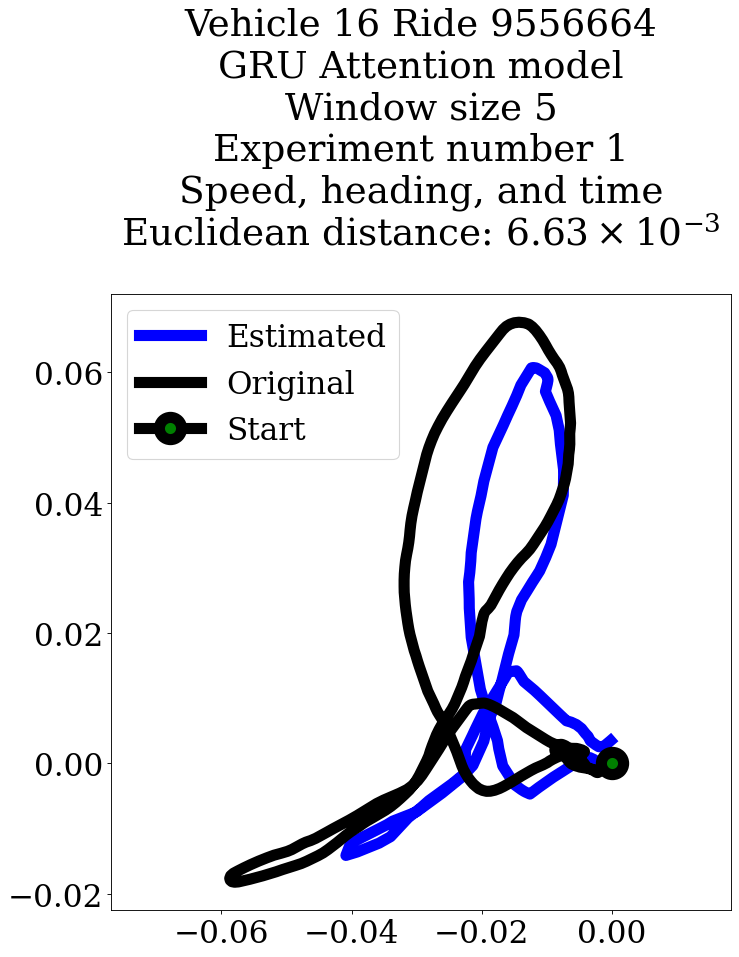 Vehicle 16 Ride 9556664
GRU Attention model
Window size 5
Experiment number 1
Speed, heading, and time
Euclidean distance: 6.63 × 10⁻³
Estimated
Original
Start
0.06
0.04
0.02
0.00
−0.02
−0.06 −0.04 −0.02 0.00